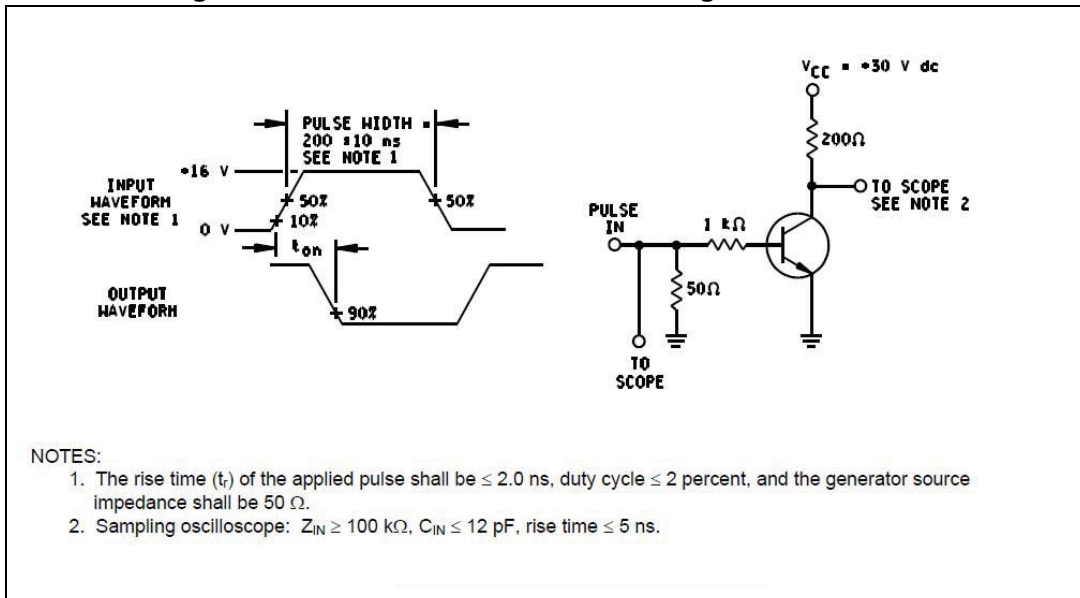 PULSE WIDTH =
200 ±10 ns
SEE NOTE 1
+16 V
INPUT
WAVEFORM
SEE NOTE 1
50%
10%
50%
0 V
ton
OUTPUT
WAVEFORM
90%
VCC = +30 V dc
200Ω
TO SCOPE
SEE NOTE 2
PULSE
IN
1 kΩ
50Ω
TO
SCOPE
NOTES:
1. The rise time (tr) of the applied pulse shall be ≤ 2.0 ns, duty cycle ≤ 2 percent, and the generator source
impedance shall be 50 Ω.
2. Sampling oscilloscope: ZIN ≥ 100 kΩ, CIN ≤ 12 pF, rise time ≤ 5 ns.